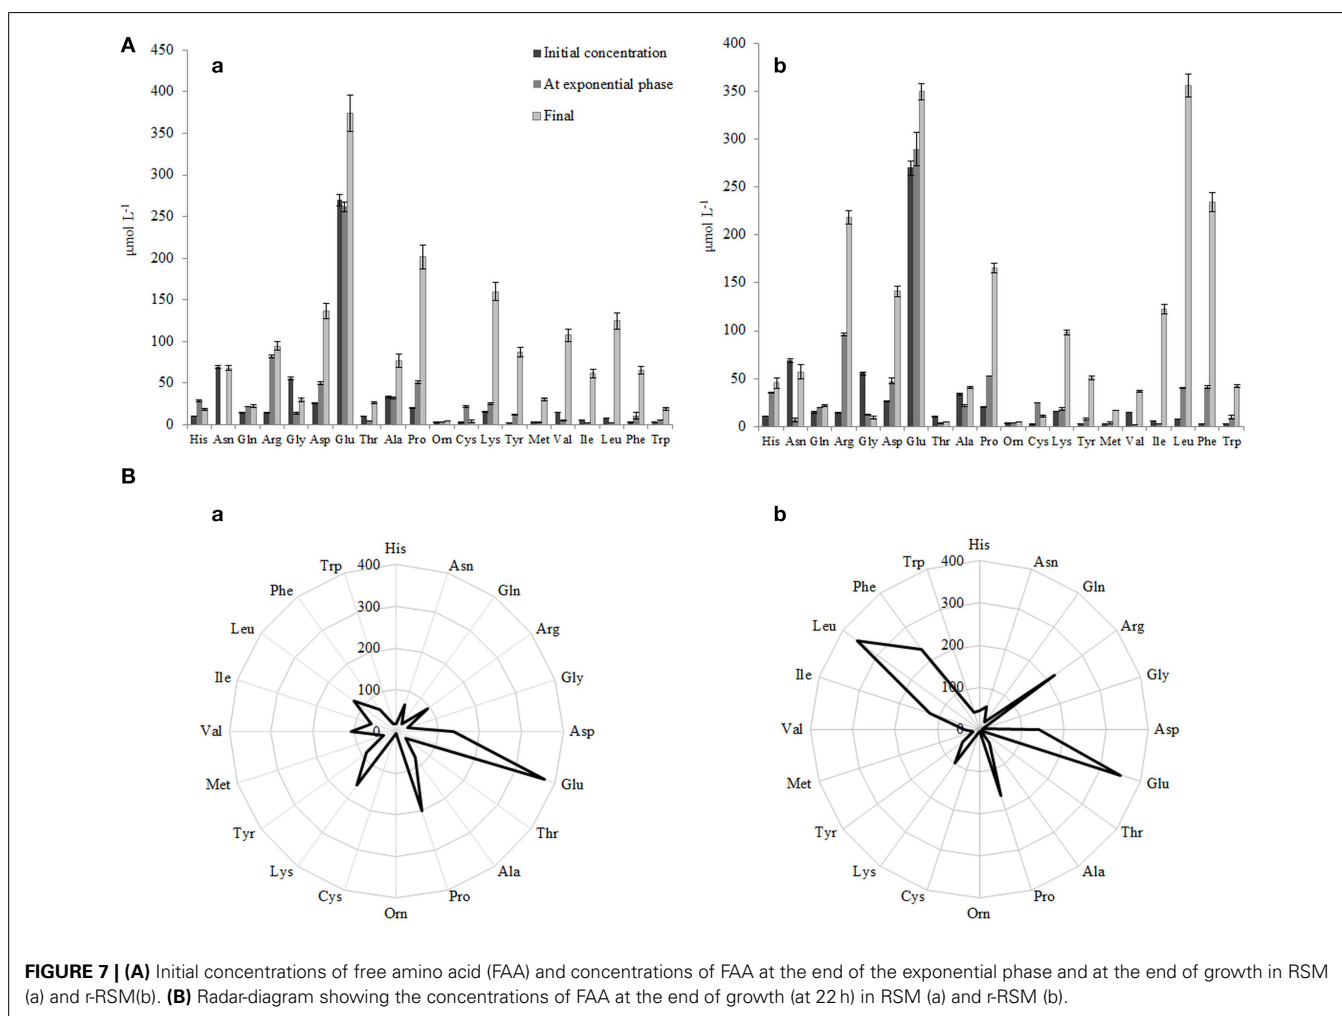 A
a
450
400
350
300
250
200
150
100
50
0
μmol L-1
Initial concentration
At exponential phase
Final
His Asn Gln Arg Gly Asp Glu Thr Ala Pro Orn Cys Lys Tyr Met Val Ile Leu Phe Trp
b
400
350
300
250
200
150
100
50
0
μmol L-1
His Asn Gln Arg Gly Asp Glu Thr Ala Pro Orn Cys Lys Tyr Met Val Ile Leu Phe Trp
B
a
His
Asn
Gln
Arg
Gly
Asp
Glu
Thr
Ala
Pro
Orn
Cys
Lys
Tyr
Met
Val
Ile
Leu
Phe
Trp
400
300
200
100
0
b
His
Asn
Gln
Arg
Gly
Asp
Glu
Thr
Ala
Pro
Orn
Cys
Lys
Tyr
Met
Val
Ile
Leu
Phe
Trp
400
300
200
100
0
FIGURE 7 | (A) Initial concentrations of free amino acid (FAA) and concentrations of FAA at the end of the exponential phase and at the end of growth in RSM
(a) and r-RSM(b). (B) Radar-diagram showing the concentrations of FAA at the end of growth (at 22 h) in RSM (a) and r-RSM (b).